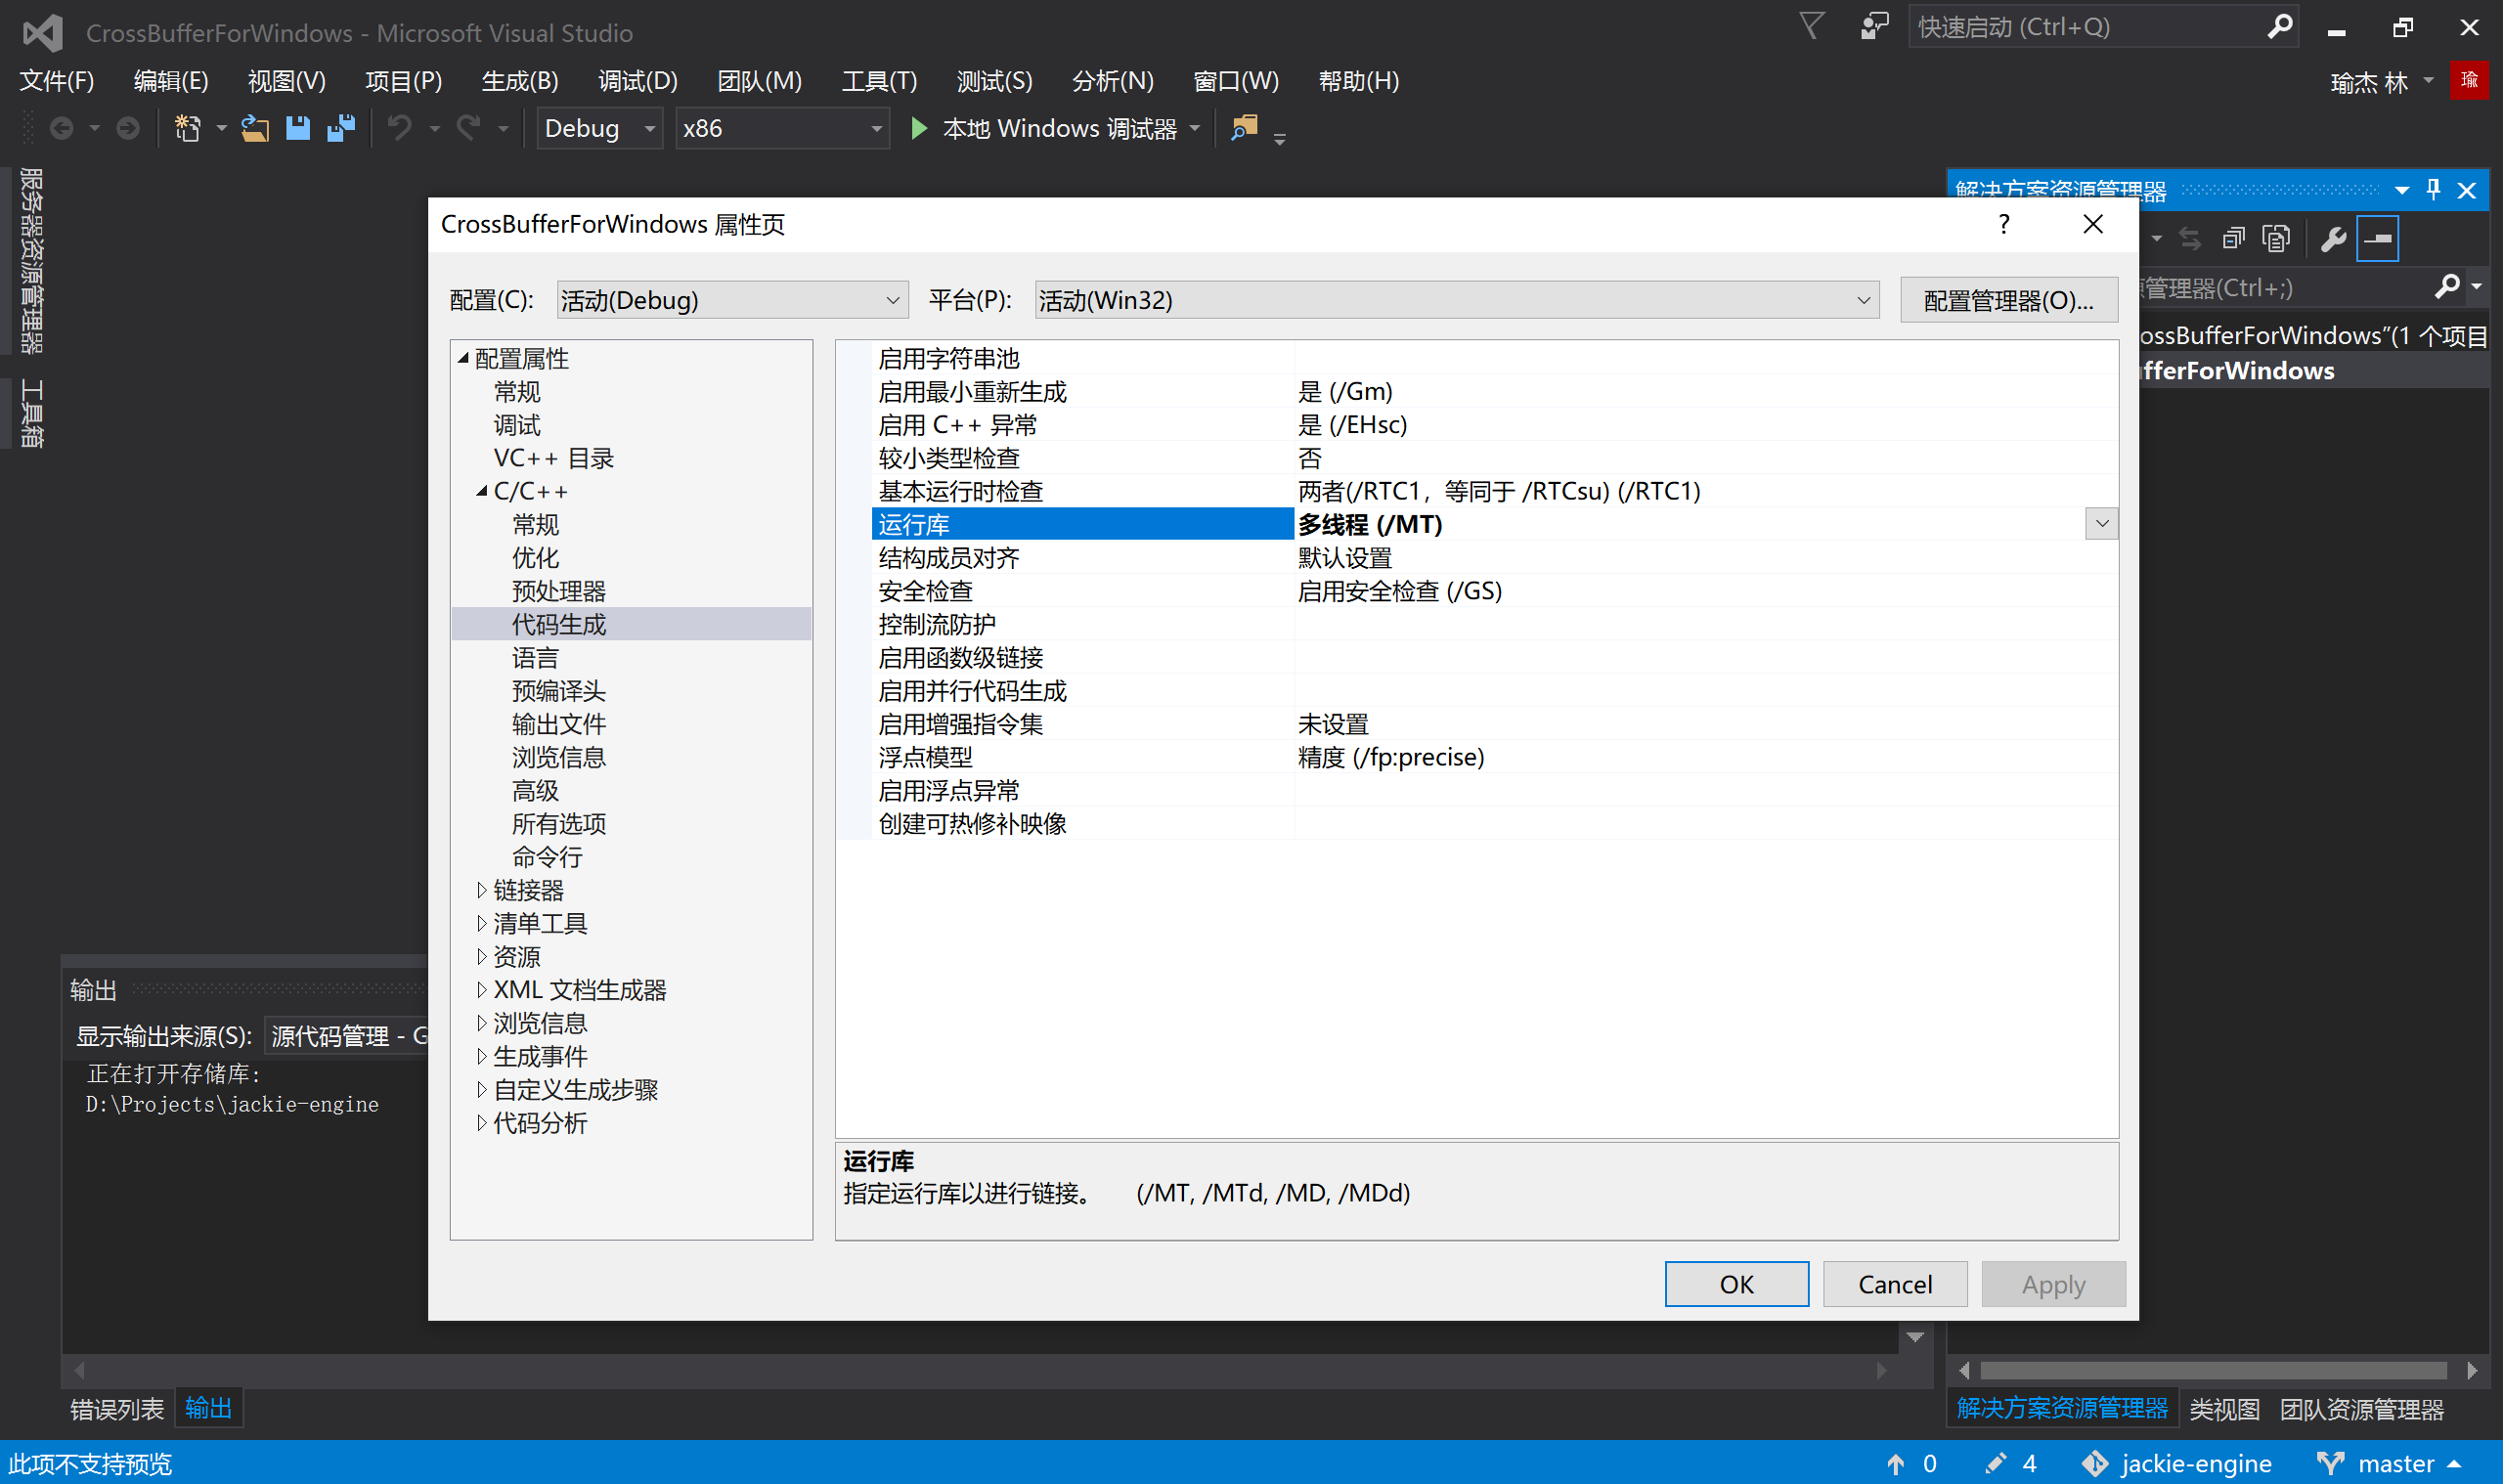 CrossBufferForWindows - Microsoft Visual Studio
快速启动 (Ctrl+Q)
文件(F) 编辑(E) 视图(V) 项目(P) 生成(B) 调试(D) 团队(M) 工具(T) 测试(S) 分析(N) 窗口(W) 帮助(H)
瑜杰 林 瑜
Debug x86 本地 Windows 调试器
服务器资源管理器
工具箱
解决方案资源管理器
源管理器(Ctrl+;)
ossBufferForWindows”(1 个项目
fferForWindows
CrossBufferForWindows 属性页
?
配置(C): 活动(Debug) 平台(P): 活动(Win32) 配置管理器(O)...
配置属性
常规
调试
VC++ 目录
C/C++
常规
优化
预处理器
代码生成
语言
预编译头
输出文件
浏览信息
高级
所有选项
命令行
链接器
清单工具
资源
XML 文档生成器
浏览信息
生成事件
自定义生成步骤
代码分析
启用字符串池
启用最小重新生成 是 (/Gm)
启用 C++ 异常 是 (/EHsc)
较小类型检查 否
基本运行时检查 两者(/RTC1，等同于 /RTCsu) (/RTC1)
运行库 多线程 (/MT)
结构成员对齐 默认设置
安全检查 启用安全检查 (/GS)
控制流防护
启用函数级链接
启用并行代码生成
启用增强指令集 未设置
浮点模型 精度 (/fp:precise)
启用浮点异常
创建可热修补映像
运行库
指定运行库以进行链接。 (/MT, /MTd, /MD, /MDd)
OK Cancel Apply
输出
显示输出来源(S): 源代码管理 - G
正在打开存储库:
D:\Projects\jackie-engine
错误列表 输出
解决方案资源管理器 类视图 团队资源管理器
此项不支持预览
0 4 jackie-engine master